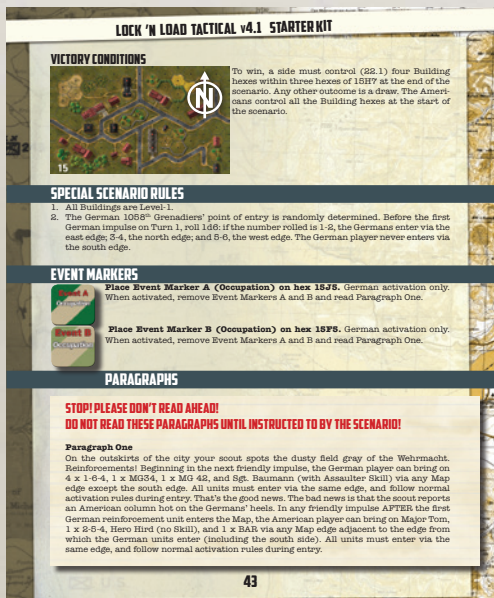 LOCK 'N LOAD TACTICAL v4.1 STARTER KIT
VICTORY CONDITIONS
To win, a side must control (22.1) four Building
hexes within three hexes of 15H7 at the end of the
scenario. Any other outcome is a draw. The Ameri-
cans control all the Building hexes at the start of
the scenario.
N
15
SPECIAL SCENARIO RULES
1. All Buildings are Level-1.
2. The German 1058th Grenadiers' point of entry is randomly determined. Before the first
German impulse on Turn 1, roll 1d6: if the number rolled is 1-2, the Germans enter via the
east edge; 3-4, the north edge; and 5-6, the west edge. The German player never enters via
the south edge.
EVENT MARKERS
Event A
Occupation
Place Event Marker A (Occupation) on hex 15J5. German activation only.
When activated, remove Event Markers A and B and read Paragraph One.
Event B
Occupation
Place Event Marker B (Occupation) on hex 15F5. German activation only.
When activated, remove Event Markers A and B and read Paragraph One.
PARAGRAPHS
STOP! PLEASE DON'T READ AHEAD!
DO NOT READ THESE PARAGRAPHS UNTIL INSTRUCTED TO BY THE SCENARIO!
Paragraph One
On the outskirts of the city your scout spots the dusty field gray of the Wehrmacht.
Reinforcements! Beginning in the next friendly impulse, the German player can bring on
4 x 1-6-4, 1 x MG34, 1 x MG 42, and Sgt. Baumann (with Assaulter Skill) via any Map
edge except the south edge. All units must enter via the same edge, and follow normal
activation rules during entry. That's the good news. The bad news is that the scout reports
an American column hot on the Germans' heels. In any friendly impulse AFTER the first
German reinforcement unit enters the Map, the American player can bring on Major Tom,
1 x 2-5-4, Hero Hird (no Skill), and 1 x BAR via any Map edge adjacent to the edge from
which the German units enter (including the south side). All units must enter via the
same edge, and follow normal activation rules during entry.
43